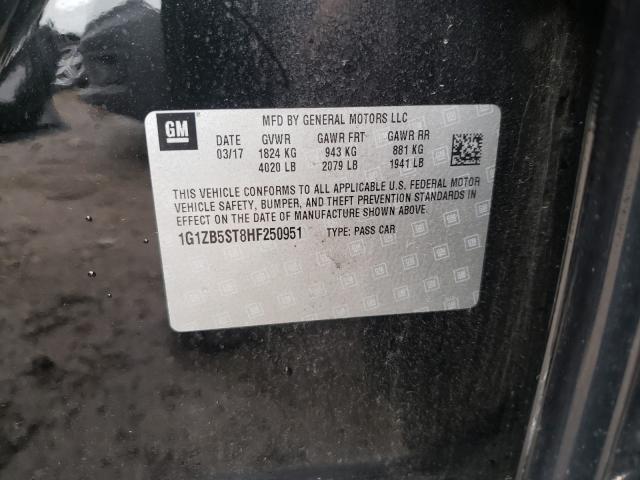 GM
MFD BY GENERAL MOTORS LLC
DATE GVWR GAWR FRT GAWR RR
03/17 1824 KG 943 KG 881 KG
4020 LB 2079 LB 1941 LB
THIS VEHICLE CONFORMS TO ALL APPLICABLE U.S. FEDERAL MOTOR
VEHICLE SAFETY, BUMPER, AND THEFT PREVENTION STANDARDS IN
EFFECT ON THE DATE OF MANUFACTURE SHOWN ABOVE.
1G1ZB5ST8HF250951 TYPE: PASS CAR